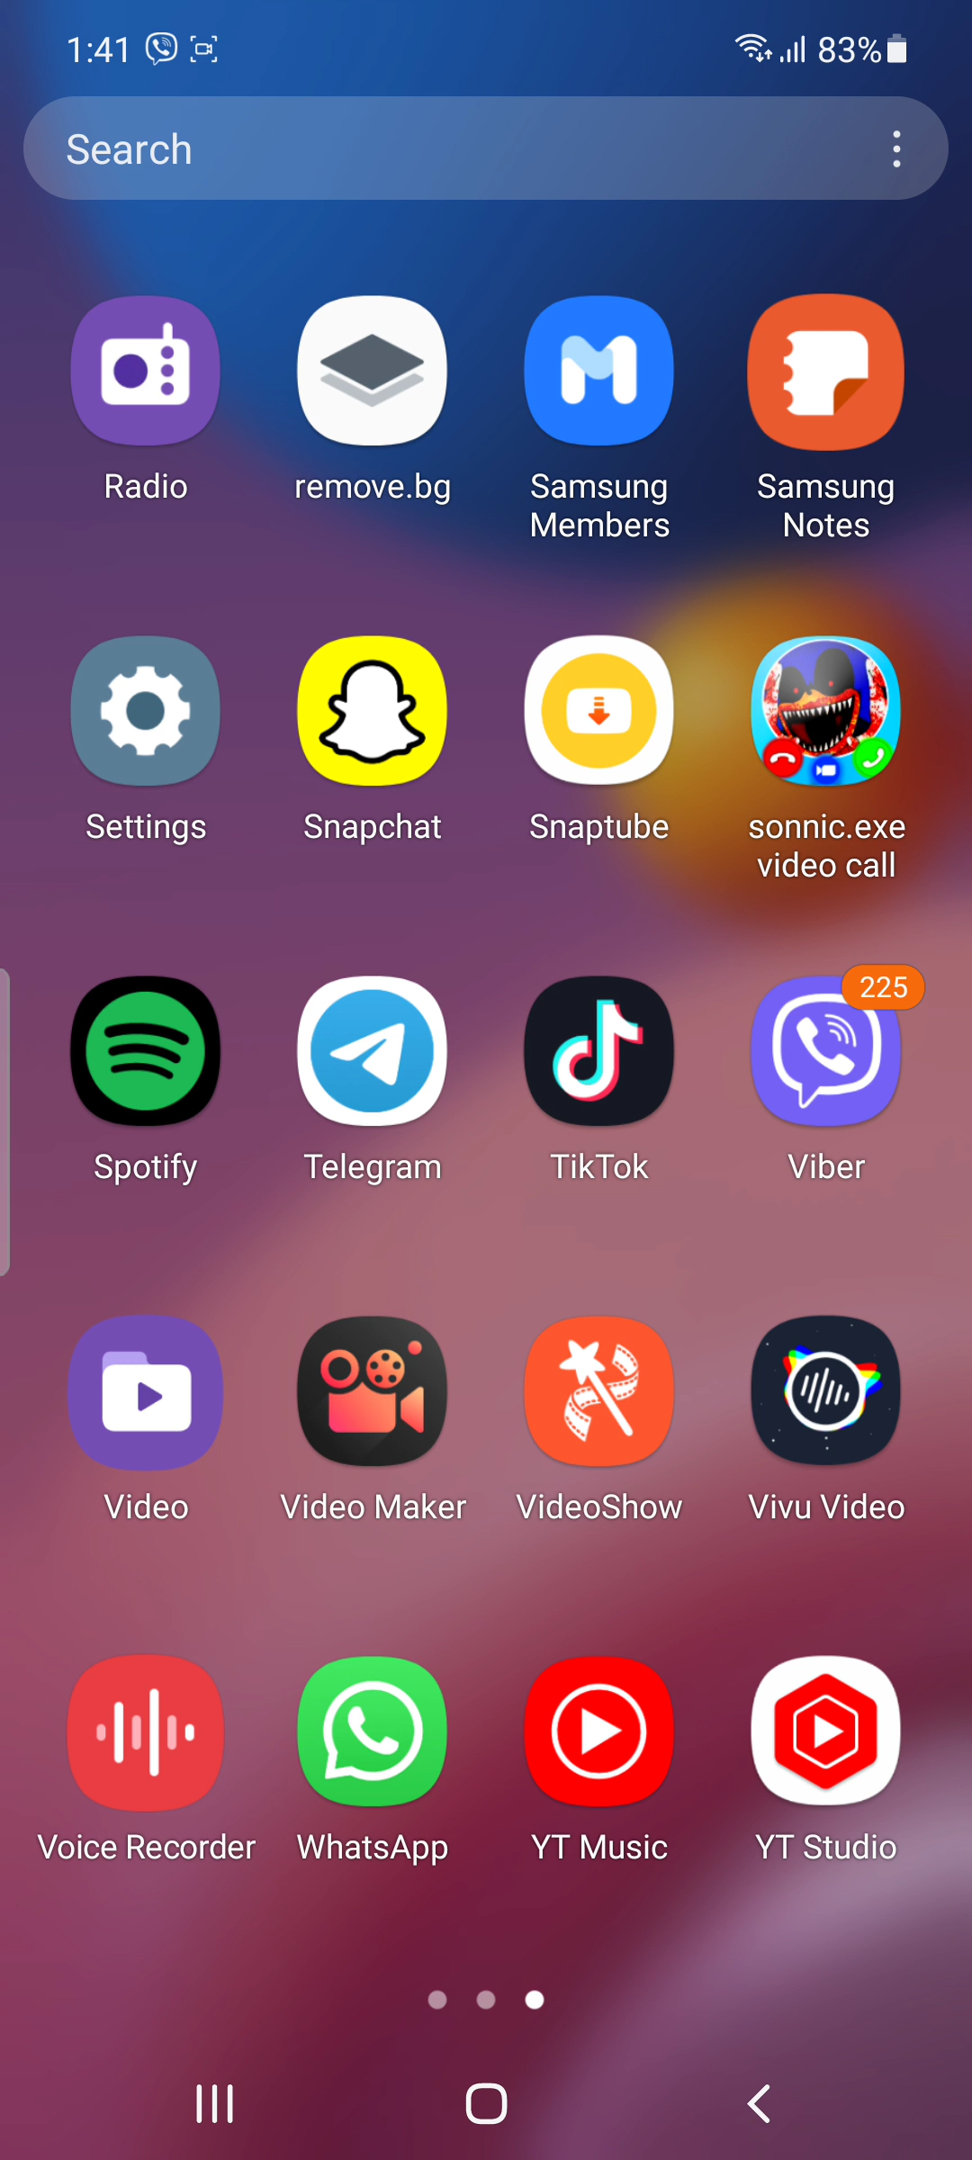 1:41
83%
Search
Radio
remove.bg
Samsung
Members
Samsung
Notes
Settings
Snapchat
Snaptube
sonnic.exe
video call
225
Spotify
Telegram
TikTok
Viber
Video
Video Maker
VideoShow
Vivu Video
Voice Recorder
WhatsApp
YT Music
YT Studio